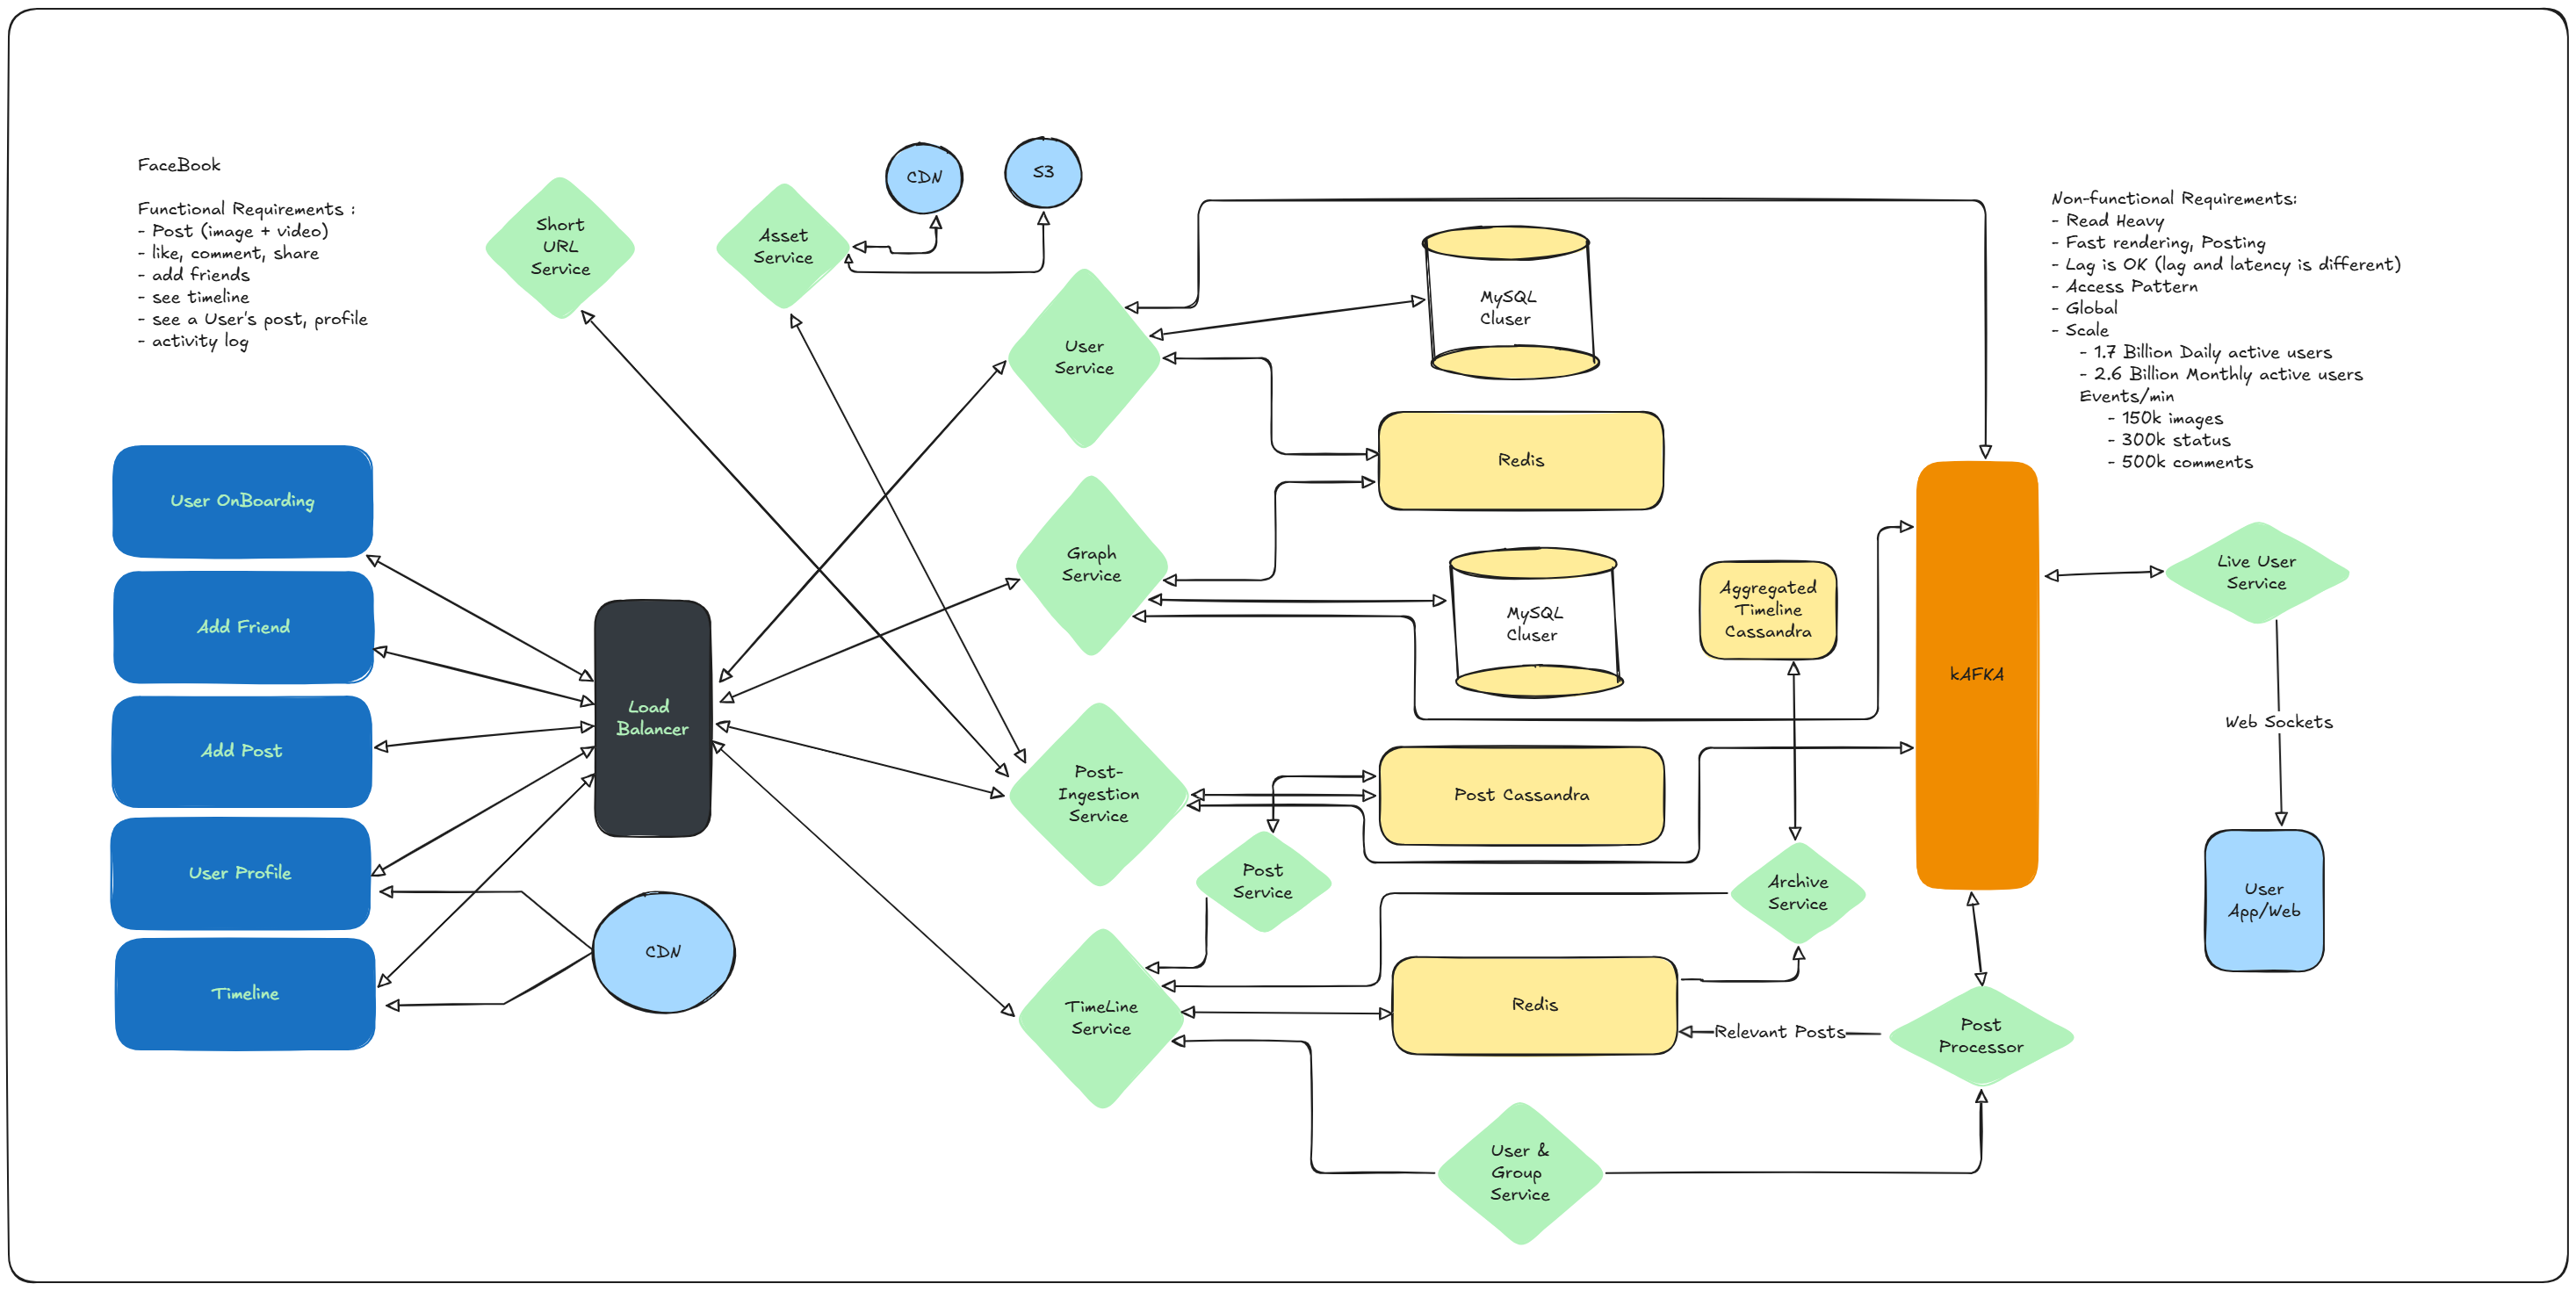 FaceBook
Functional Requirements :
- Post (image + video)
- like, comment, share
- add friends
- see timeline
- see a User's post, profile
- activity log
Short
URL
Service
Asset
Service
CDN
S3
User
Service
MySQL
Cluser
Redis
Non-functional Requirements:
- Read Heavy
- Fast rendering, Posting
- Lag is OK (lag and latency is different)
- Access Pattern
- Global
- Scale
- 1.7 Billion Daily active users
- 2.6 Billion Monthly active users
Events/min
- 150k images
- 300k status
- 500k comments
User OnBoarding
Add Friend
Add Post
User Profile
Timeline
Load
Balancer
CDN
Graph
Service
MySQL
Cluser
Aggregated
Timeline
Cassandra
kAFKA
Live User
Service
Web Sockets
User
App/Web
Post-
Ingestion
Service
Post Cassandra
Post
Service
Archive
Service
TimeLine
Service
Redis
Relevant Posts
Post
Processor
User &
Group
Service